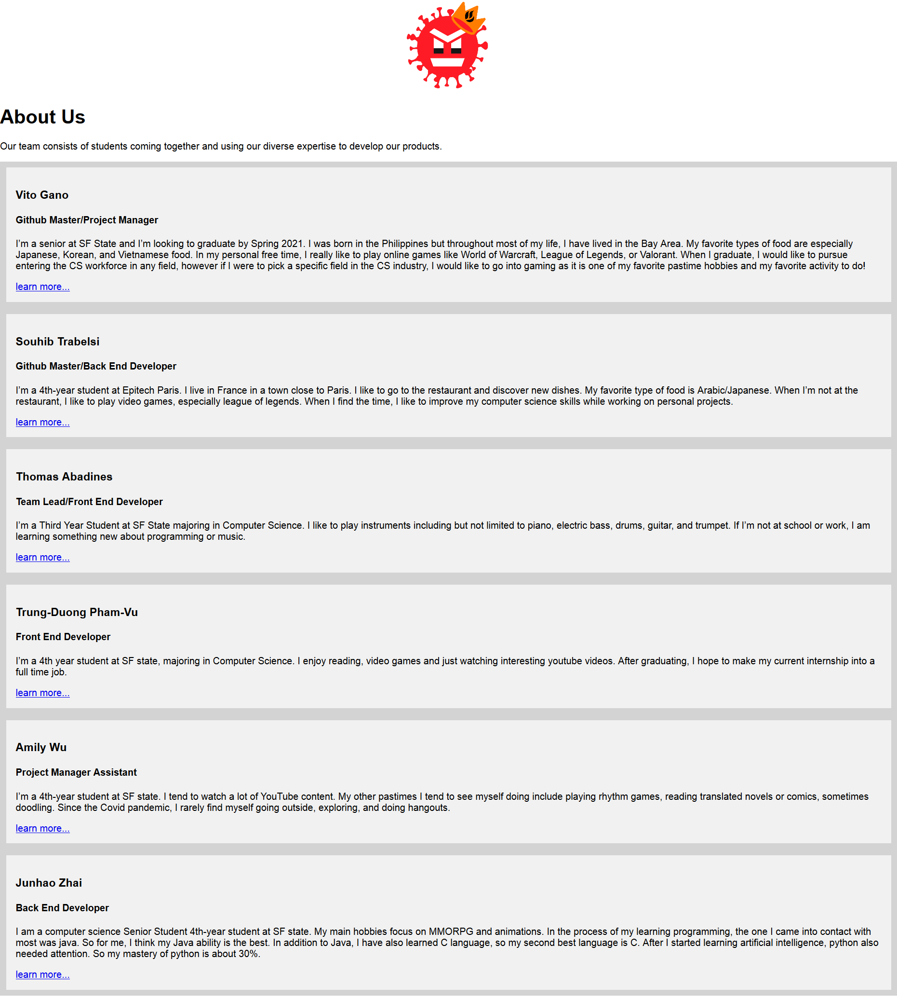 About Us
Our team consists of students coming together and using our diverse expertise to develop our products.
Vito Gano
Github Master/Project Manager
I’m a senior at SF State and I’m looking to graduate by Spring 2021. I was born in the Philippines but throughout most of my life, I have lived in the Bay Area. My favorite types of food are especially
Japanese, Korean, and Vietnamese food. In my personal free time, I really like to play online games like World of Warcraft, League of Legends, or Valorant. When I graduate, I would like to pursue
entering the CS workforce in any field, however if I were to pick a specific field in the CS industry, I would like to go into gaming as it is one of my favorite pastime hobbies and my favorite activity to do!
learn more...
Souhib Trabelsi
Github Master/Back End Developer
I’m a 4th-year student at Epitech Paris. I live in France in a town close to Paris. I like to go to the restaurant and discover new dishes. My favorite type of food is Arabic/Japanese. When I’m not at the
restaurant, I like to play video games, especially league of legends. When I find the time, I like to improve my computer science skills while working on personal projects.
learn more...
Thomas Abadines
Team Lead/Front End Developer
I’m a Third Year Student at SF State majoring in Computer Science. I like to play instruments including but not limited to piano, electric bass, drums, guitar, and trumpet. If I’m not at school or work, I am
learning something new about programming or music.
learn more...
Trung-Duong Pham-Vu
Front End Developer
I’m a 4th year student at SF state, majoring in Computer Science. I enjoy reading, video games and just watching interesting youtube videos. After graduating, I hope to make my current internship into a
full time job.
learn more...
Amily Wu
Project Manager Assistant
I’m a 4th-year student at SF state. I tend to watch a lot of YouTube content. My other pastimes I tend to see myself doing include playing rhythm games, reading translated novels or comics, sometimes
doodling. Since the Covid pandemic, I rarely find myself going outside, exploring, and doing hangouts.
learn more...
Junhao Zhai
Back End Developer
I am a computer science Senior Student 4th-year student at SF state. My main hobbies focus on MMORPG and animations. In the process of my learning programming, the one I came into contact with
most was java. So for me, I think my Java ability is the best. In addition to Java, I have also learned C language, so my second best language is C. After I started learning artificial intelligence, python also
needed attention. So my mastery of python is about 30%.
learn more...